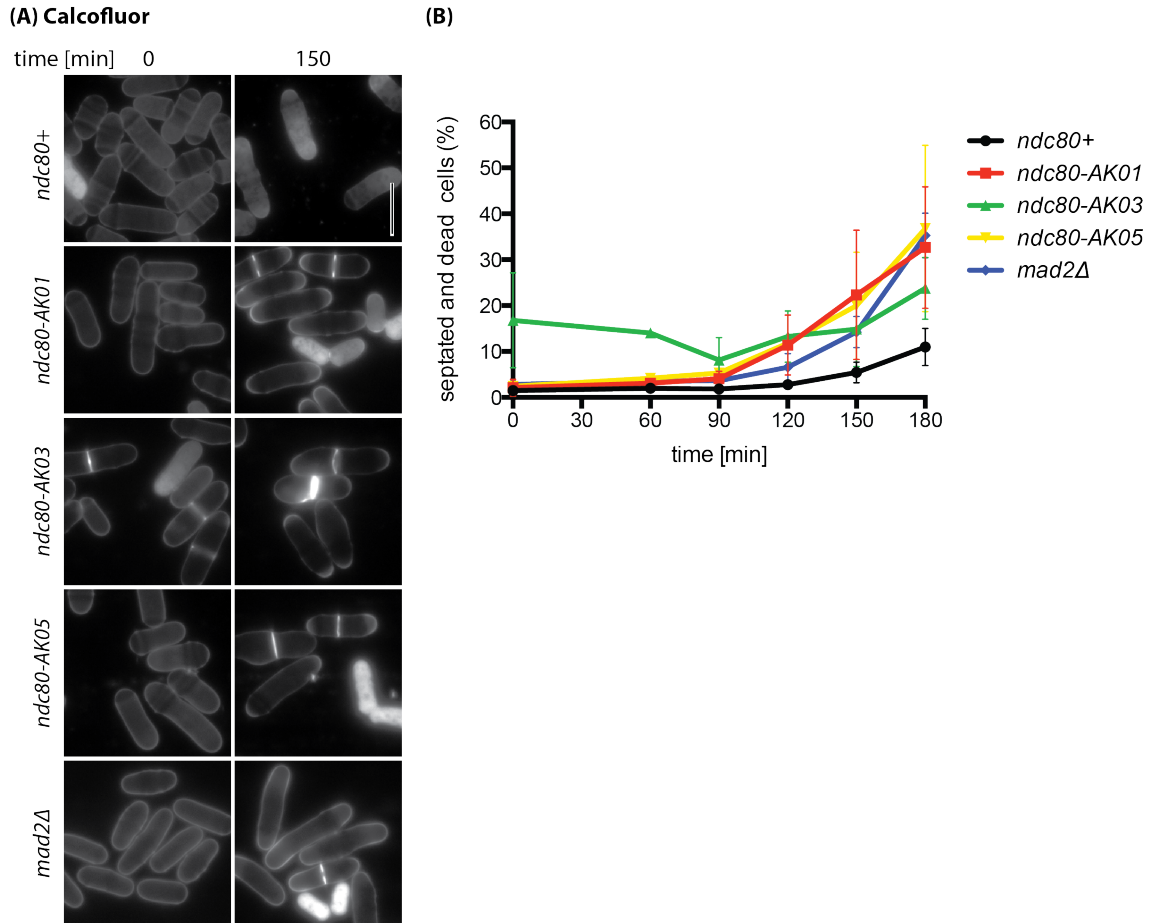 (A) Calcofluor
time [min] 0 150
ndc80+
ndc80-AK01
ndc80-AK03
ndc80-AK05
mad2Δ
(B)
septated and dead cells (%)
60
50
40
30
20
10
0
0 30 60 90 120 150 180
time [min]
ndc80+
ndc80-AK01
ndc80-AK03
ndc80-AK05
mad2Δ